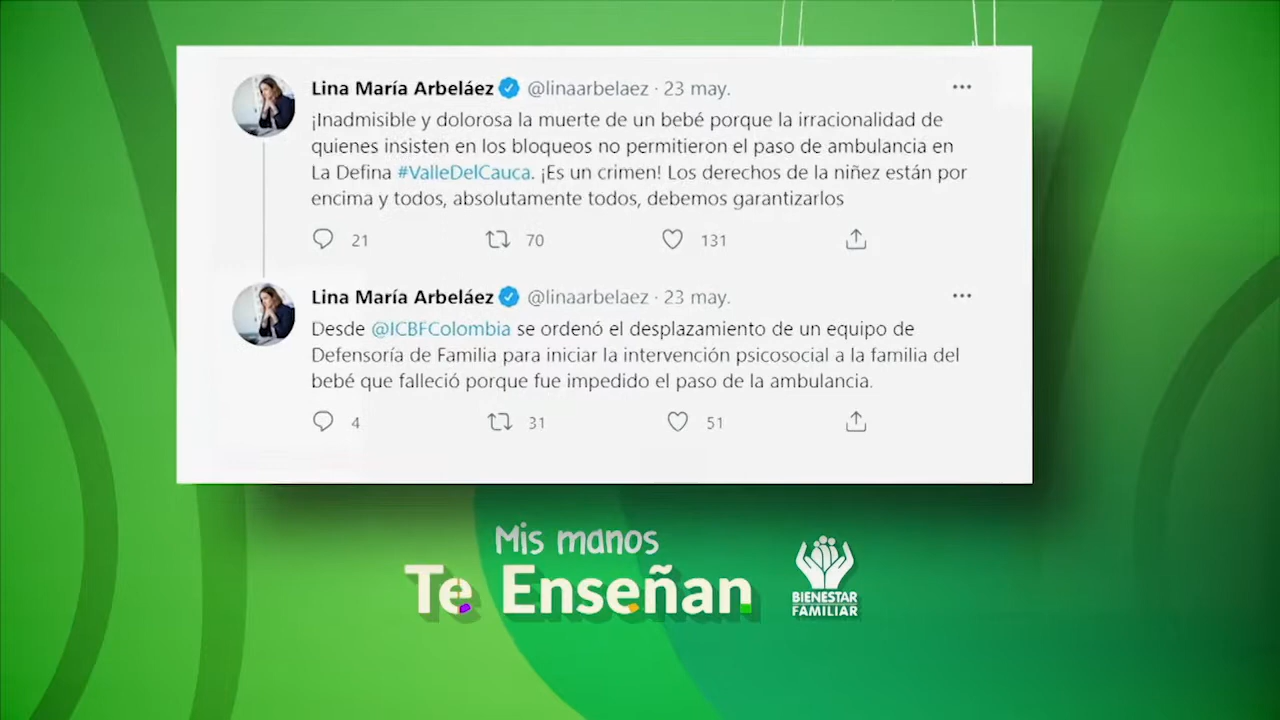 Lina María Arbeláez @linaarbelaez · 23 may.
¡Inadmisible y dolorosa la muerte de un bebé porque la irracionalidad de
quienes insisten en los bloqueos no permitieron el paso de ambulancia en
La Defina #ValleDelCauca. ¡Es un crimen! Los derechos de la niñez están por
encima y todos, absolutamente todos, debemos garantizarlos
21 70 131
Lina María Arbeláez @linaarbelaez · 23 may.
Desde @ICBFColombia se ordenó el desplazamiento de un equipo de
Defensoría de Familia para iniciar la intervención psicosocial a la familia del
bebé que falleció porque fue impedido el paso de la ambulancia.
4 31 51
Mis manos
Te Enseñan
BIENESTAR
FAMILIAR